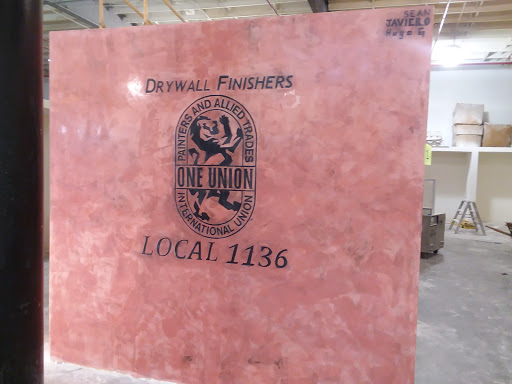 SEAN
JAVIER O
Hugo G
DRYWALL FINISHERS
PAINTERS AND ALLIED TRADES
ONE UNION
INTERNATIONAL UNION
LOCAL 1136